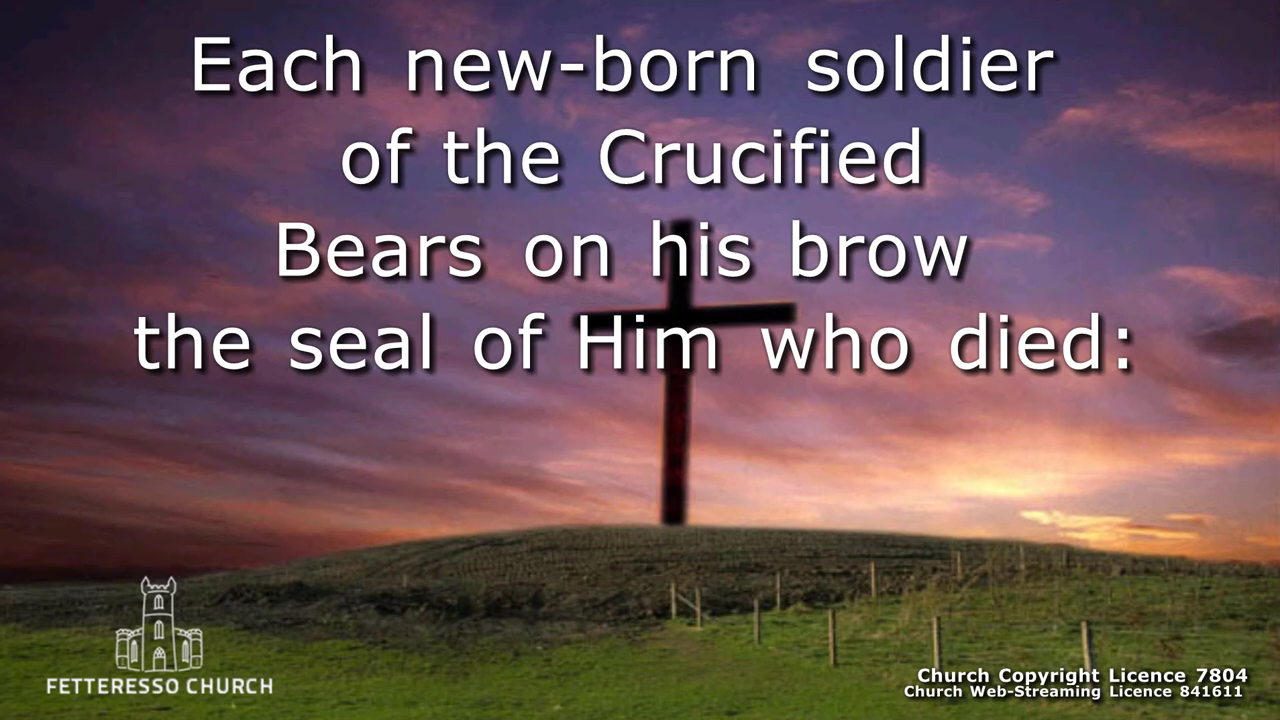 Each new-born soldier
of the Crucified
Bears on his brow
the seal of Him who died:
FETTERESSO CHURCH
Church Copyright Licence 7804
Church Web-Streaming Licence 841611